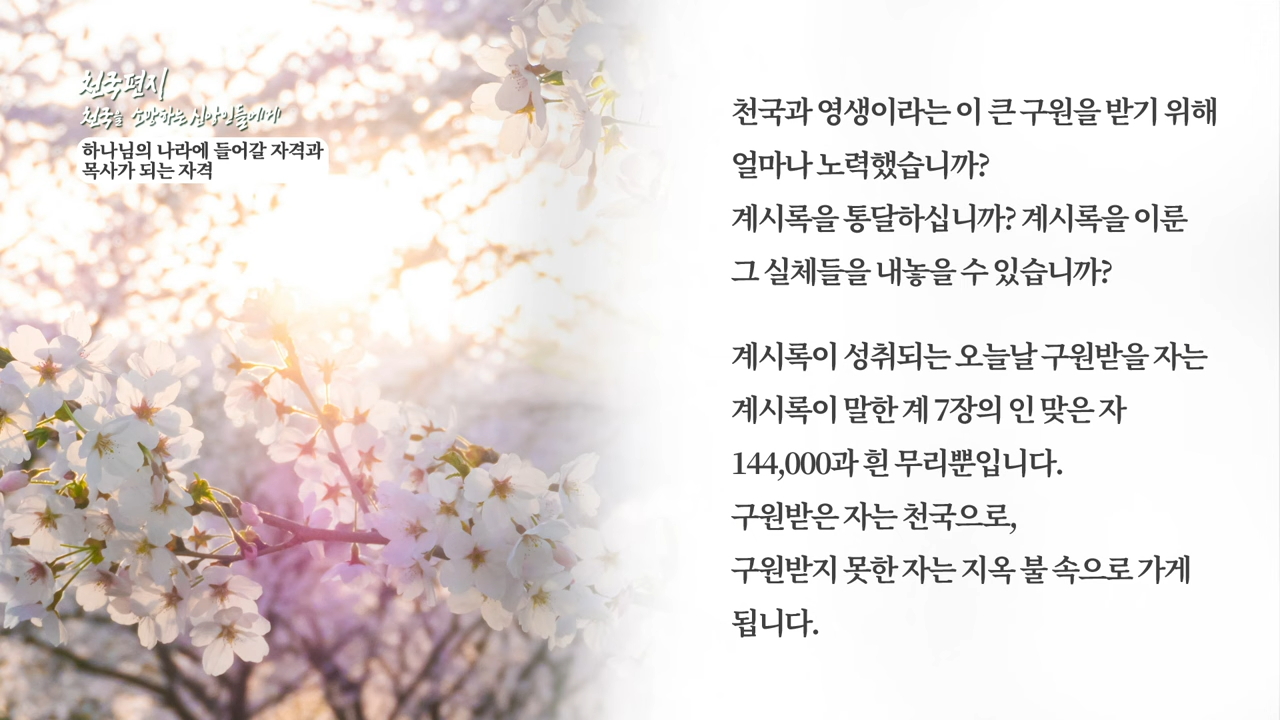 천국편지
천국을 소망하는 신앙인들에게
하나님의 나라에 들어갈 자격과
목사가 되는 자격
천국과 영생이라는 이 큰 구원을 받기 위해
얼마나 노력했습니까?
계시록을 통달하십니까? 계시록을 이룬
그 실체들을 내놓을 수 있습니까?
계시록이 성취되는 오늘날 구원받을 자는
계시록이 말한 계 7장의 인 맞은 자
144,000과 흰 무리뿐입니다.
구원받은 자는 천국으로,
구원받지 못한 자는 지옥 불 속으로 가게
됩니다.